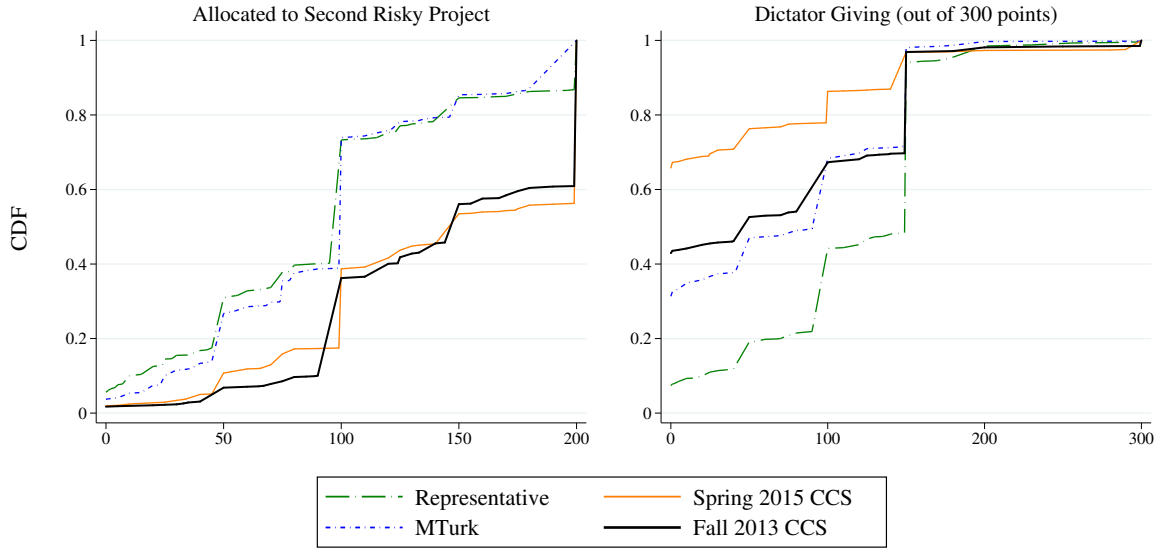 Allocated to Second Risky Project
Dictator Giving (out of 300 points)
CDF
1
0.8
0.6
0.4
0.2
0
0 50 100 150 200
1
0.8
0.6
0.4
0.2
0
0 100 200 300
Representative Spring 2015 CCS
MTurk Fall 2013 CCS